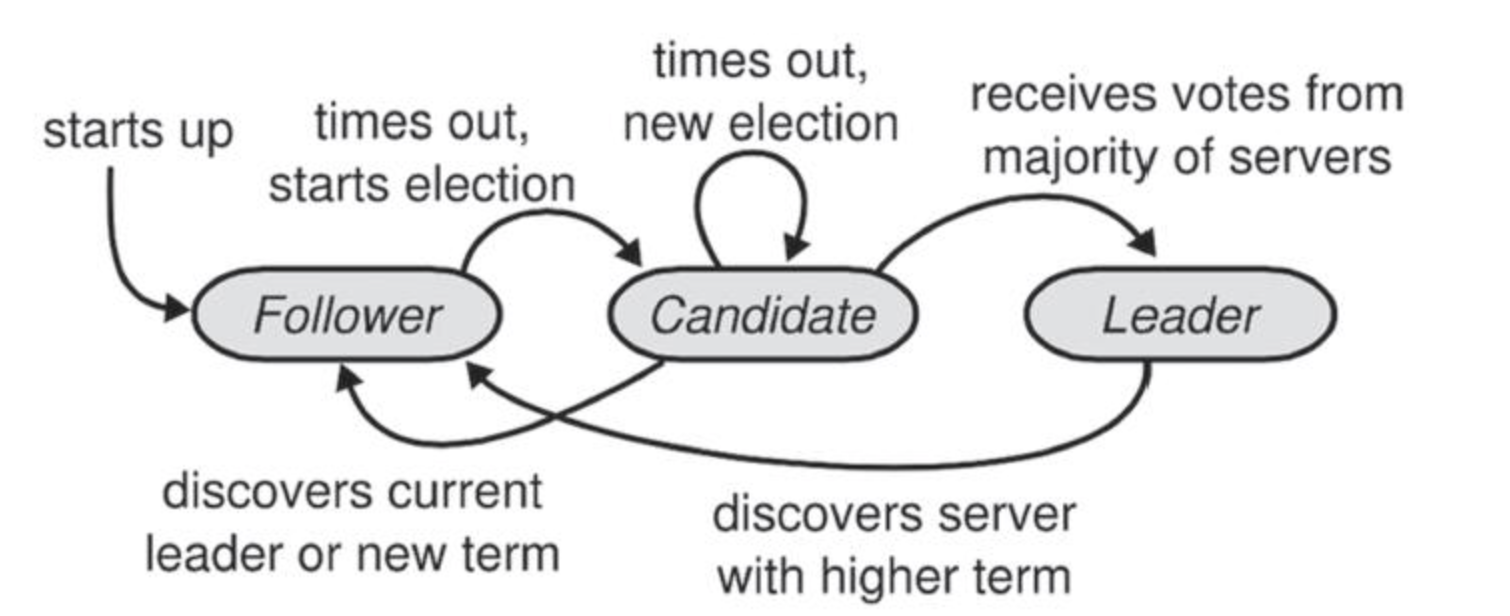 starts up
times out,
starts election
times out,
new election
receives votes from
majority of servers
Follower
Candidate
Leader
discovers current
leader or new term
discovers server
with higher term